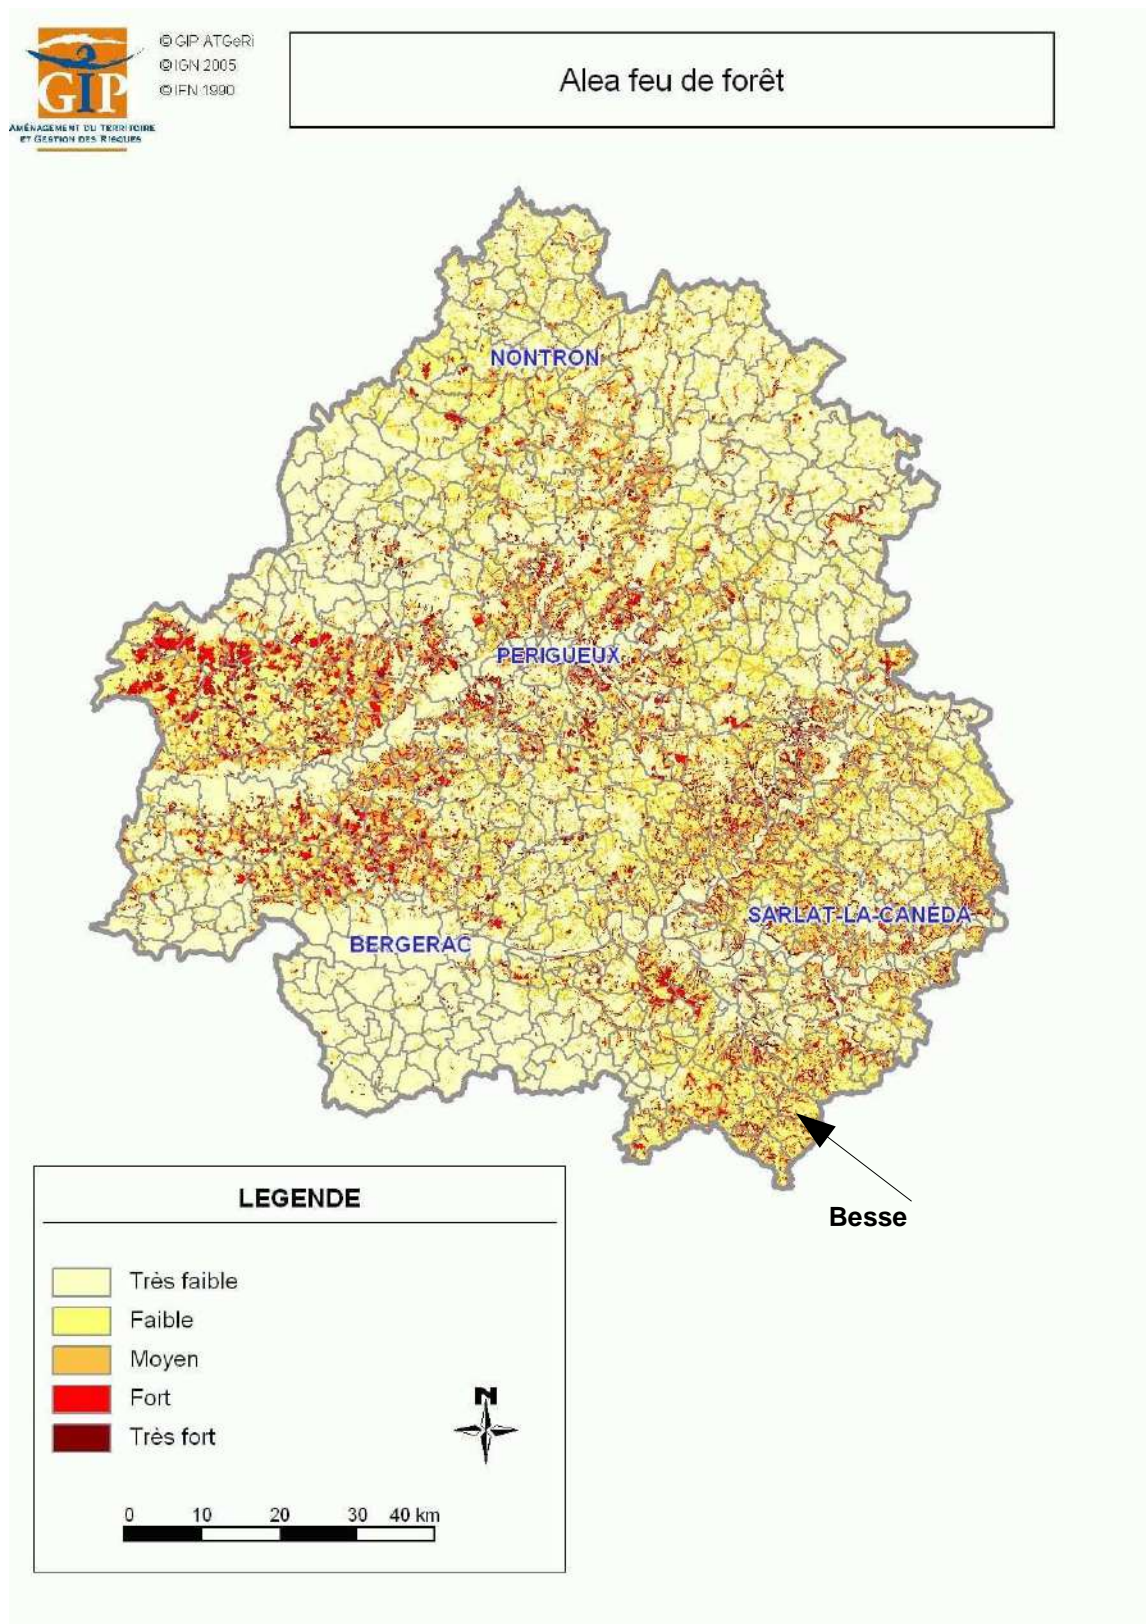 © GIP ATGeRi
© IGN 2005
© IFN 1990
GIP
AMÉNAGEMENT DU TERRITOIRE
ET GESTION DES RISQUES
Alea feu de forêt
NONTRON
PERIGUEUX
SARLAT-LA-CANEDA
BERGERAC
Besse
LEGENDE
Très faible
Faible
Moyen
Fort
Très fort
N
0 10 20 30 40 km